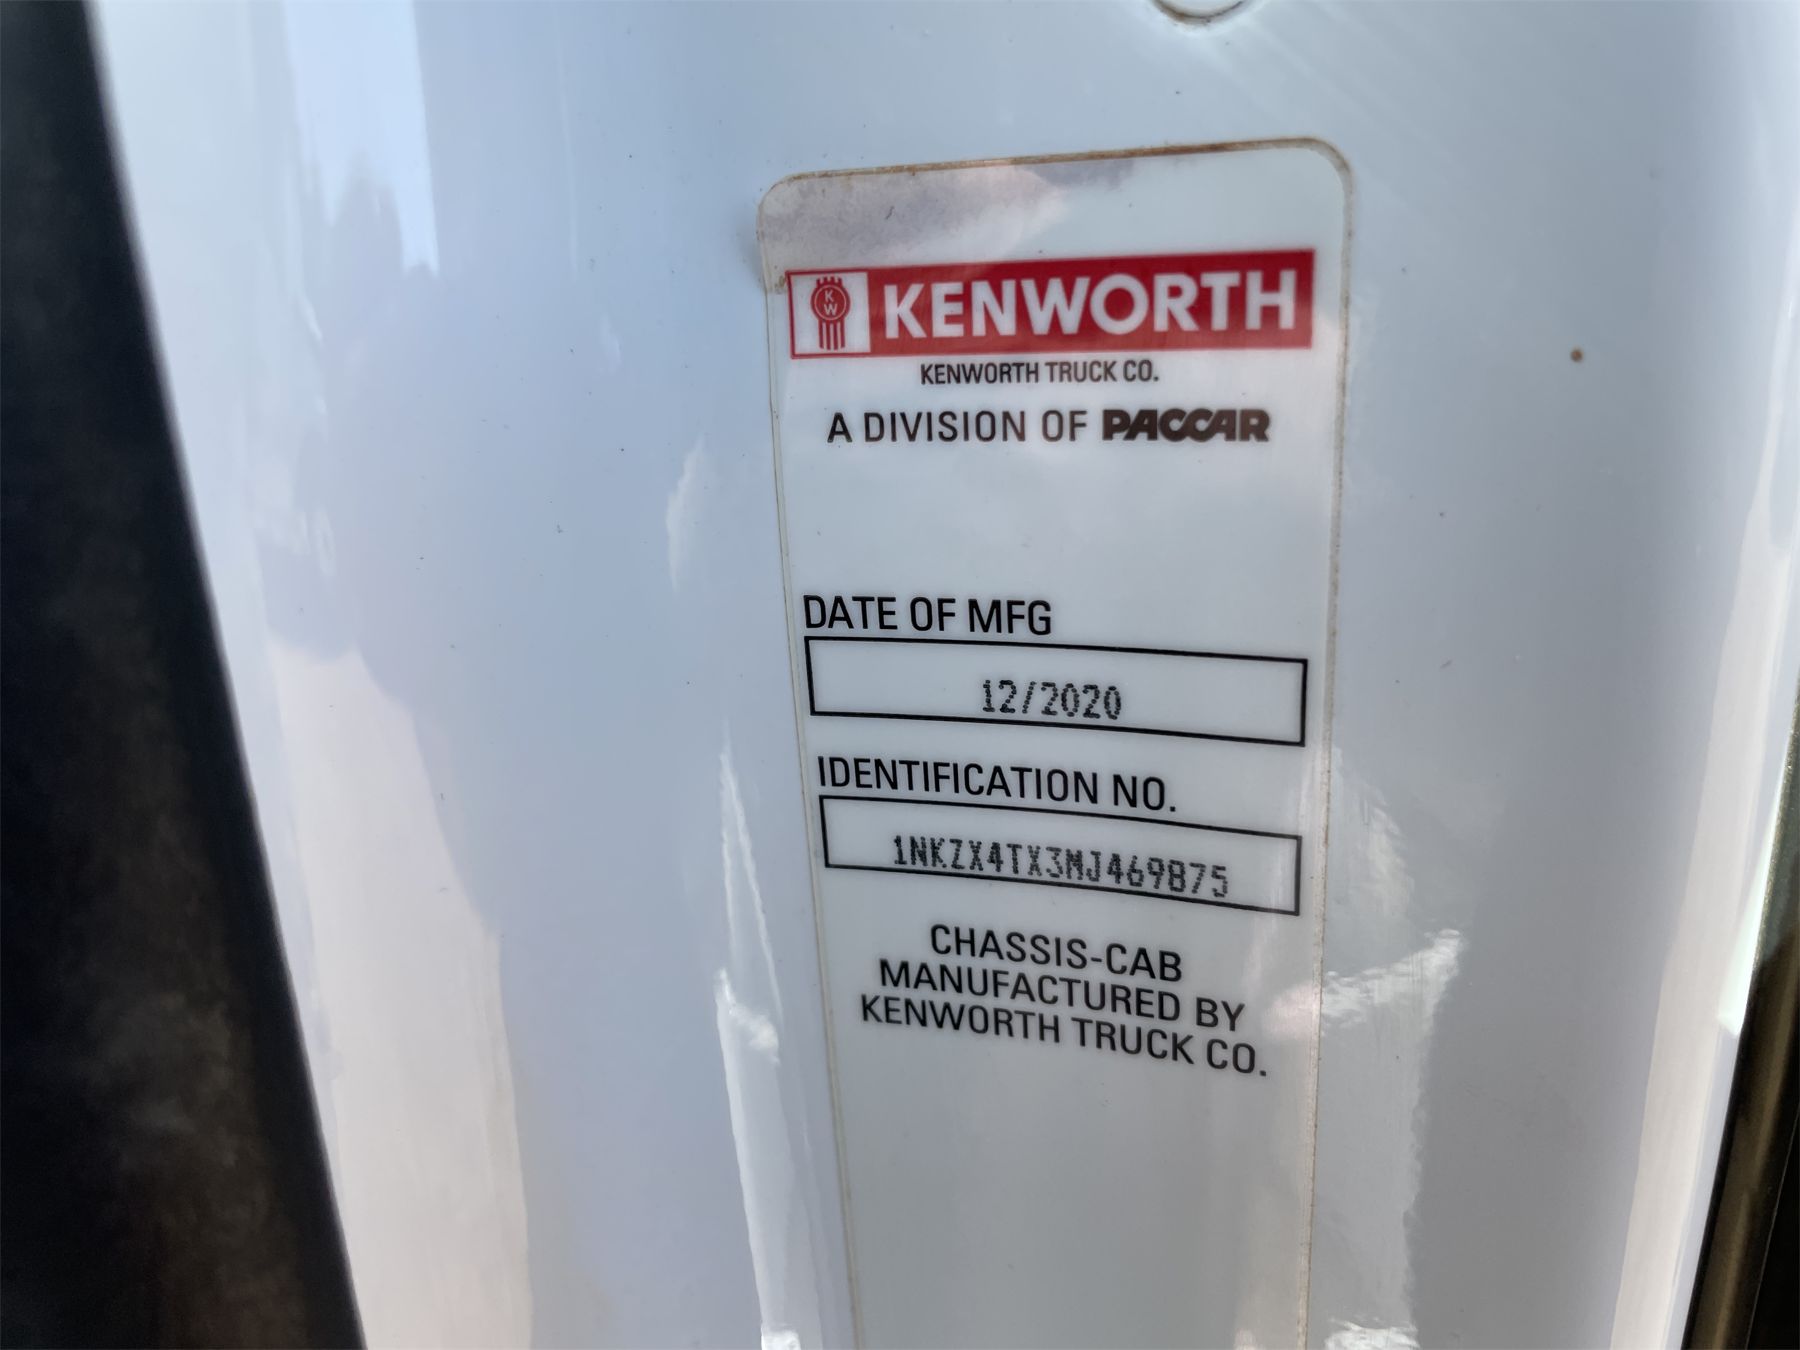 KW KENWORTH
KENWORTH TRUCK CO.
A DIVISION OF PACCAR
DATE OF MFG
12/2020
IDENTIFICATION NO.
1NKZX4TX3MJ469875
CHASSIS-CAB
MANUFACTURED BY
KENWORTH TRUCK CO.